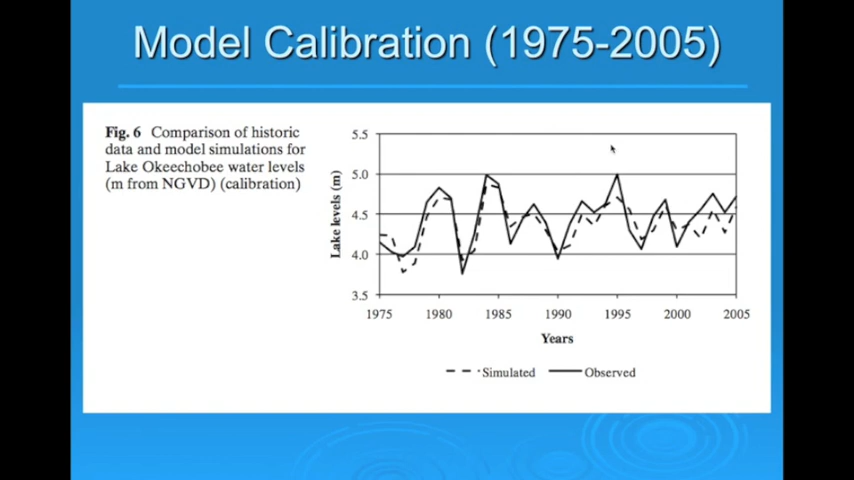 Model Calibration (1975-2005)
Fig. 6 Comparison of historic
data and model simulations for
Lake Okeechobee water levels
(m from NGVD) (calibration)
5.5
5.0
4.5
4.0
3.5
Lake levels (m)
1975 1980 1985 1990 1995 2000 2005
Years
Simulated Observed